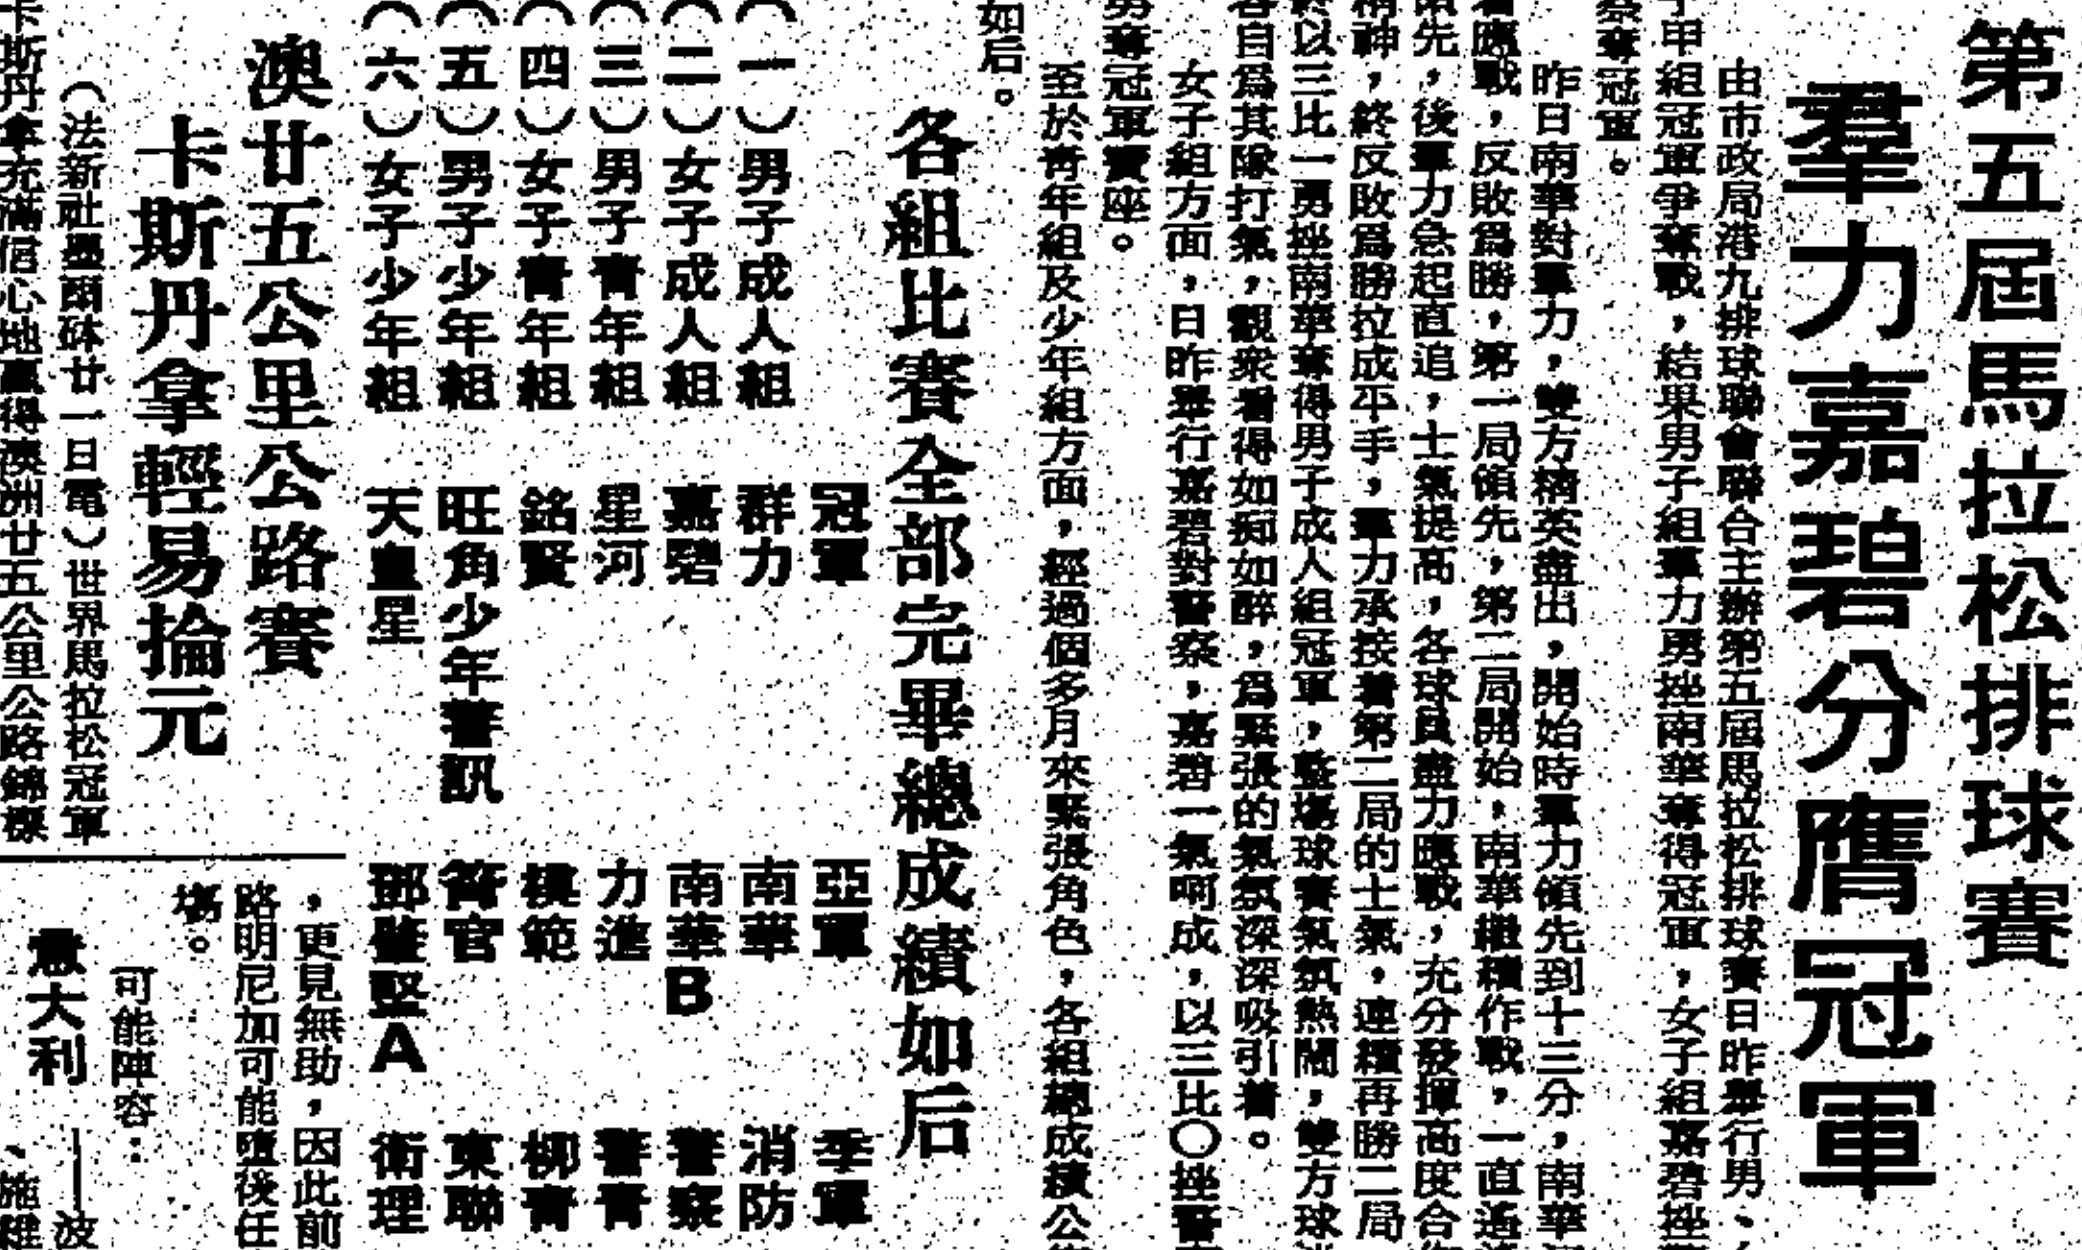 第五屆馬拉松排球賽
羣力嘉碧分膺冠軍
由市政局港九排球聯會聯合主辦第五屆馬拉松排球賽日昨舉行男、
子甲組冠軍爭奪戰，結果男子組羣力勇挫南華奪得冠軍，女子組嘉碧挫
察奪冠軍。
昨日南華對羣力，雙方精英盡出，開始時羣力領先到十三分，南華
着應戰，反敗爲勝，第一局領先，第二局開始，南華繼續作戰，一直遙
領先，後羣力急起直追，士氣提高，各球員盡力應戰，充分發揮高度合
精神，終反敗爲勝拉成平手，羣力承接着第二局的士氣，連續再勝二局
終以三比一勇挫南華奪得男子成人組冠軍，整場球賽氣氛熱鬧，雙方球
各自爲其隊打氣，觀衆看得如痴如醉，爲緊張的氣氛深深吸引着。
女子組方面，日昨舉行嘉碧對警察，嘉碧一氣呵成，以三比〇挫警
勇奪冠軍寶座。
至於青年組及少年組方面，經過個多月來緊張角色，各組總成績公
如后。
各組比賽全部完畢總成績如后
冠軍 亞軍 季軍
（一）男子成人組 群力 南華 消防
（二）女子成人組 嘉碧 南華B 警察
（三）男子青年組 星河 力進 警青
（四）女子青年組 銘賢 模範 柳青
（五）男子少年組 旺角少年警訊 筲官 東聯
（六）女子少年組 天皇星 鄧肇堅A 衛理
澳廿五公里公路賽
卡斯丹拿輕易掄元
（法新社墨爾砵廿一日電）世界馬拉松冠軍
卡斯丹拿充滿信心地贏得澳洲廿五公里公路錦標
，更見無助，因此前
路明尼加可能墮後任
場。
可能陣容：
意大利
——波
、施維